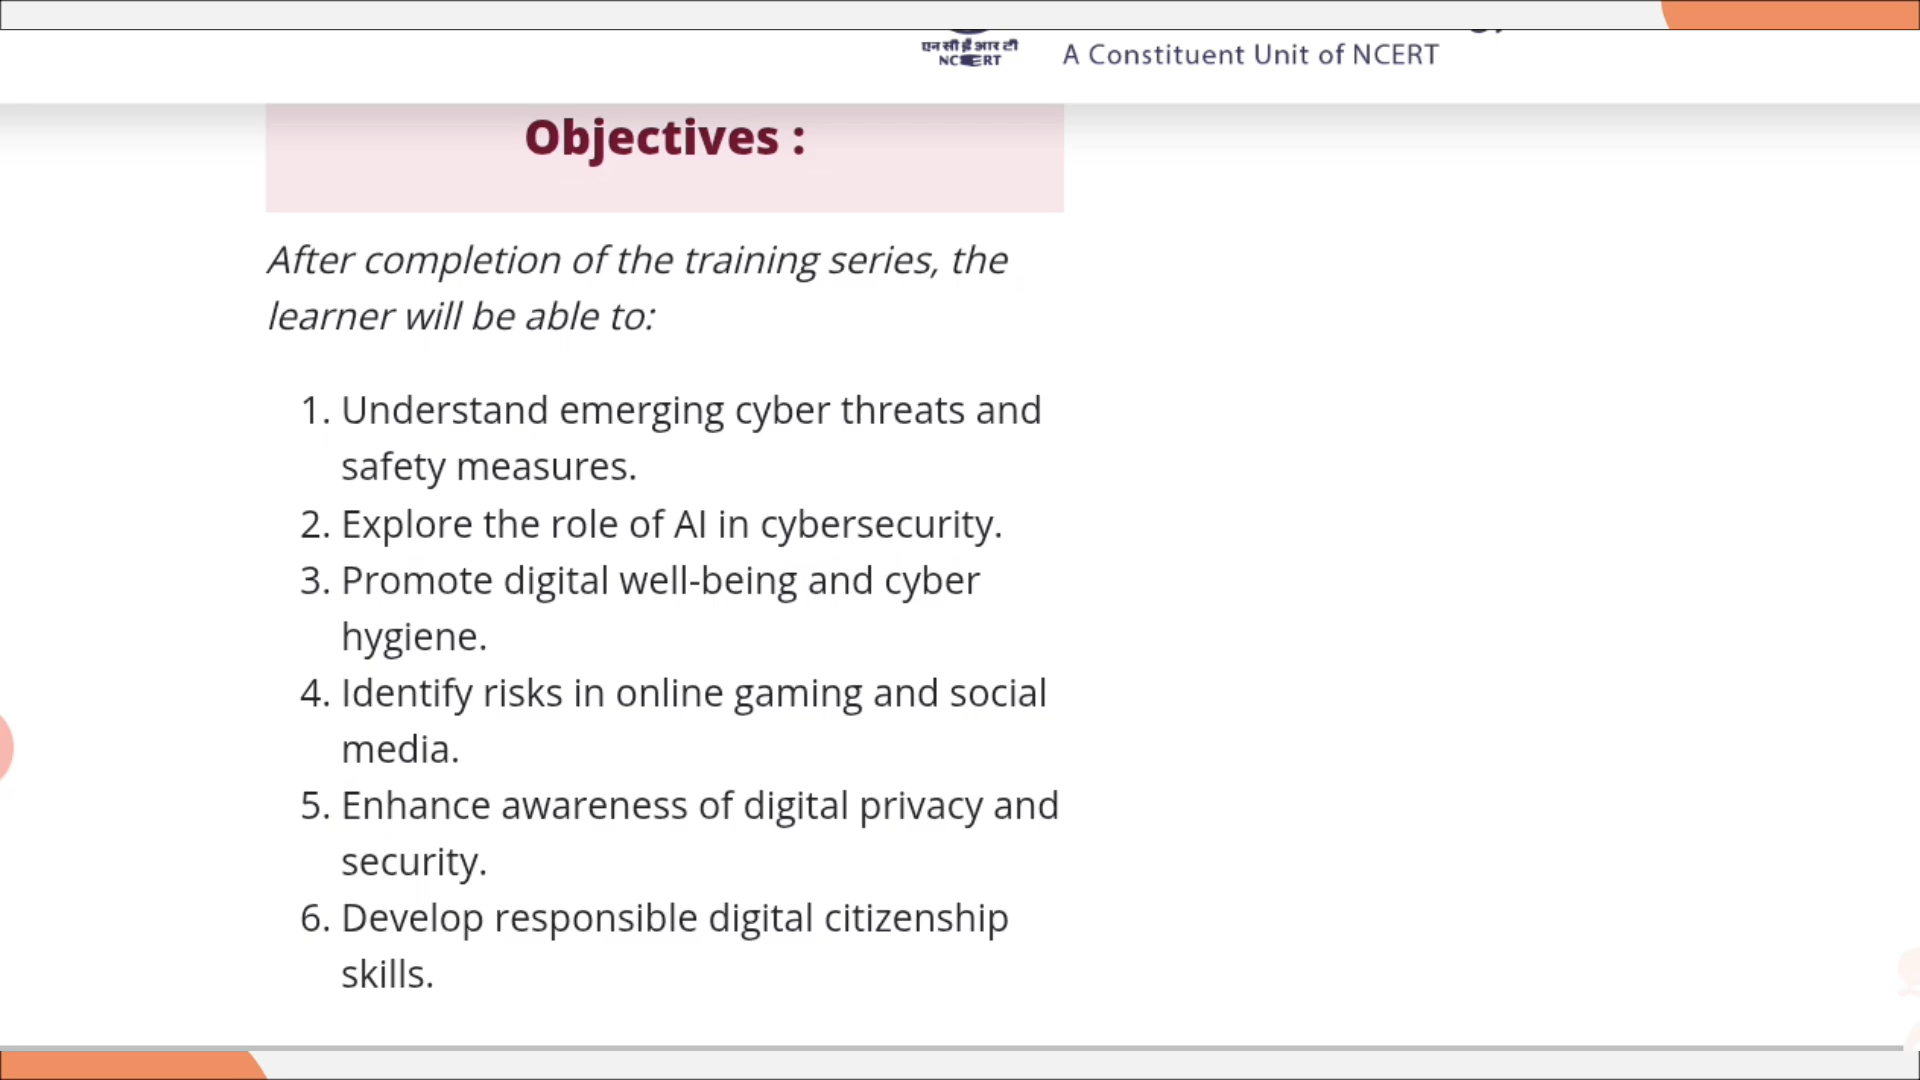 एन सी ई आर टी
NCERT
A Constituent Unit of NCERT
Objectives :
After completion of the training series, the
learner will be able to:
1. Understand emerging cyber threats and
safety measures.
2. Explore the role of AI in cybersecurity.
3. Promote digital well-being and cyber
hygiene.
4. Identify risks in online gaming and social
media.
5. Enhance awareness of digital privacy and
security.
6. Develop responsible digital citizenship
skills.